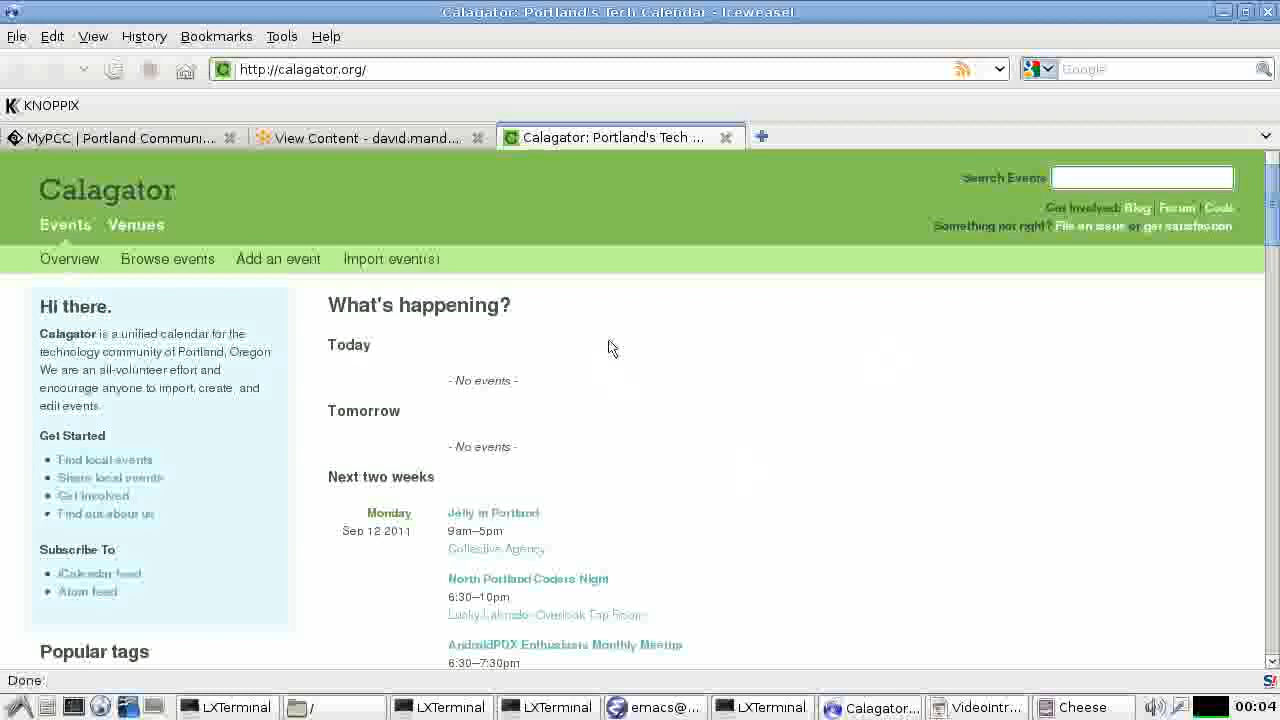 Calagator: Portland's Tech Calendar - Iceweasel
File Edit View History Bookmarks Tools Help
http://calagator.org/
Google
KNOPPIX
MyPCC | Portland Communi...
View Content - david.mand...
Calagator: Portland's Tech ...
Calagator
Search Events
Get Involved: Blog | Forum | Code
Events Venues
Something not right? File an issue or get satisfaction
Overview Browse events Add an event Import event(s)
Hi there.
Calagator is a unified calendar for the
technology community of Portland, Oregon
We are an all-volunteer effort and
encourage anyone to import, create, and
edit events.
Get Started
Find local events
Share local events
Get involved
Find out about us
Subscribe To
iCalendar feed
Atom feed
Popular tags
What's happening?
Today
- No events -
Tomorrow
- No events -
Next two weeks
Monday
Sep 12 2011
Jelly in Portland
9am–5pm
Collective Agency
North Portland Coders Night
6:30–10pm
Lucky Labrador Overlook Tap Room
AndroidPDX Enthusiasts Monthly Meetup
6:30–7:30pm
Done
LXTerminal
/
LXTerminal
LXTerminal
emacs@...
LXTerminal
Calagator...
Videointr...
Cheese
00:04